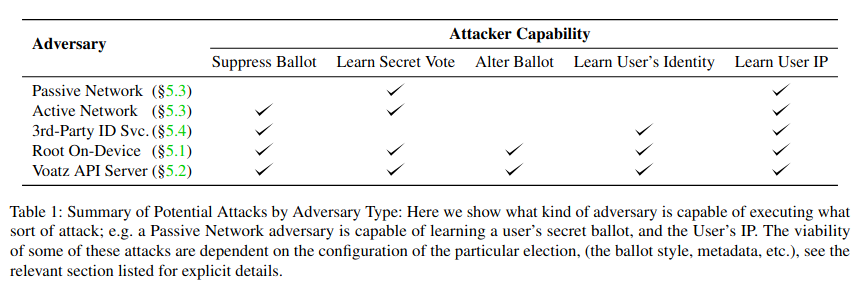 Adversary
Attacker Capability
Suppress Ballot Learn Secret Vote Alter Ballot Learn User's Identity Learn User IP
Passive Network (§5.3) ✓ ✓
Active Network (§5.3) ✓ ✓ ✓
3rd-Party ID Svc. (§5.4) ✓ ✓ ✓
Root On-Device (§5.1) ✓ ✓ ✓ ✓ ✓
Voatz API Server (§5.2) ✓ ✓ ✓ ✓ ✓
Table 1: Summary of Potential Attacks by Adversary Type: Here we show what kind of adversary is capable of executing what
sort of attack; e.g. a Passive Network adversary is capable of learning a user's secret ballot, and the User's IP. The viability
of some of these attacks are dependent on the configuration of the particular election, (the ballot style, metadata, etc.), see the
relevant section listed for explicit details.